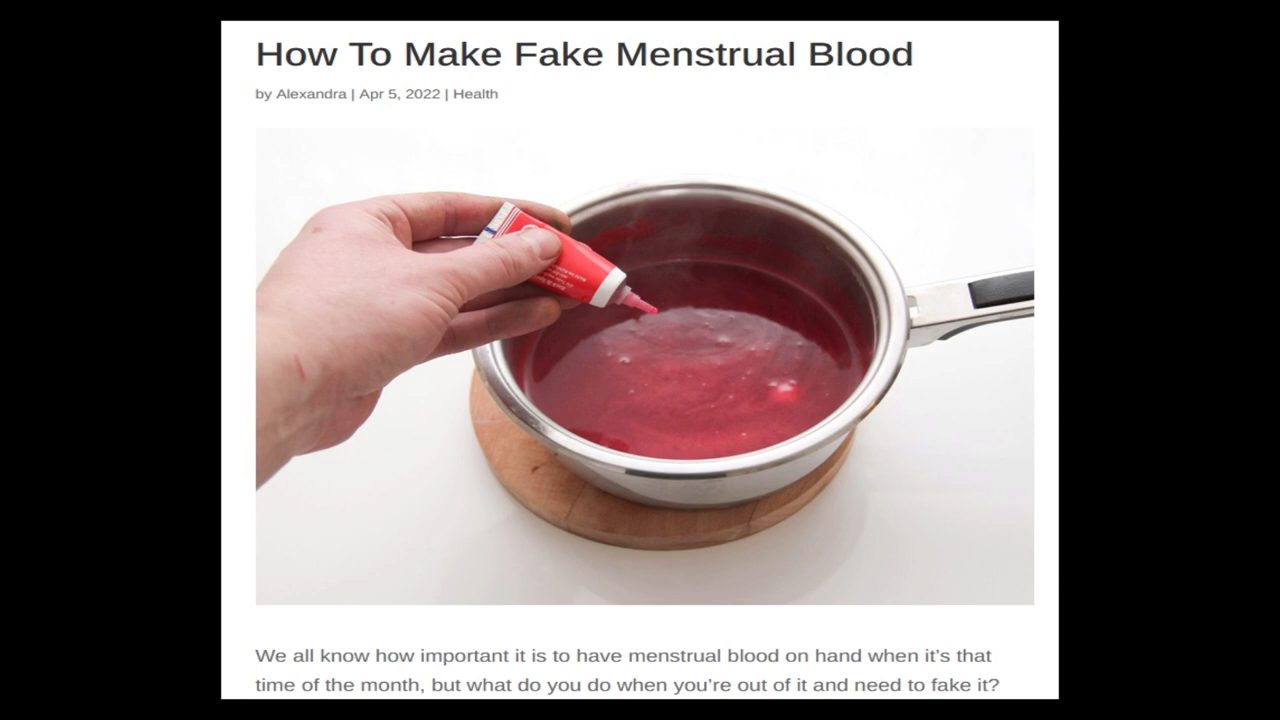 How To Make Fake Menstrual Blood
by Alexandra | Apr 5, 2022 | Health
We all know how important it is to have menstrual blood on hand when it’s that
time of the month, but what do you do when you’re out of it and need to fake it?